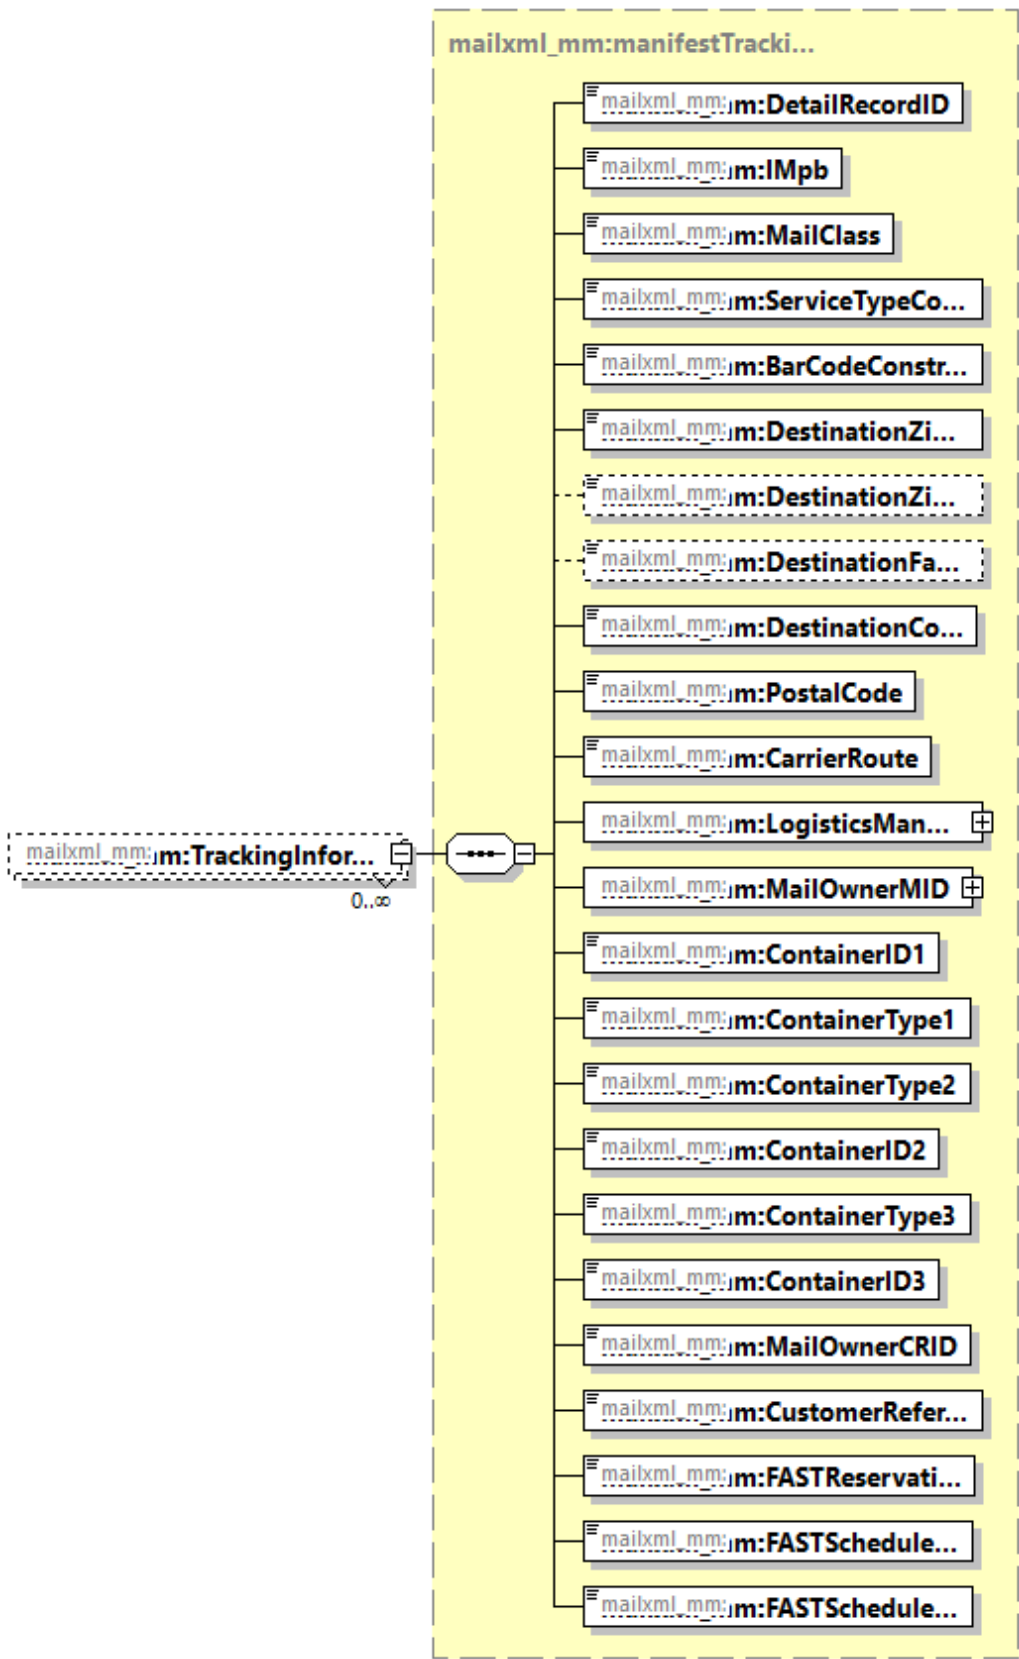 mailxml_mm:manifestTracki...
mailxml_mm:m:DetailRecordID
mailxml_mm:m:IMpb
mailxml_mm:m:MailClass
mailxml_mm:m:ServiceTypeCo...
mailxml_mm:m:BarCodeConstr...
mailxml_mm:m:DestinationZi...
mailxml_mm:m:DestinationZi...
mailxml_mm:m:DestinationFa...
mailxml_mm:m:DestinationCo...
mailxml_mm:m:PostalCode
mailxml_mm:m:CarrierRoute
mailxml_mm:m:LogisticsMan...
mailxml_mm:m:TrackingInfor...
0..∞
mailxml_mm:m:MailOwnerMID
mailxml_mm:m:ContainerID1
mailxml_mm:m:ContainerType1
mailxml_mm:m:ContainerType2
mailxml_mm:m:ContainerID2
mailxml_mm:m:ContainerType3
mailxml_mm:m:ContainerID3
mailxml_mm:m:MailOwnerCRID
mailxml_mm:m:CustomerRefer...
mailxml_mm:m:FASTReservati...
mailxml_mm:m:FASTSchedule...
mailxml_mm:m:FASTSchedule...